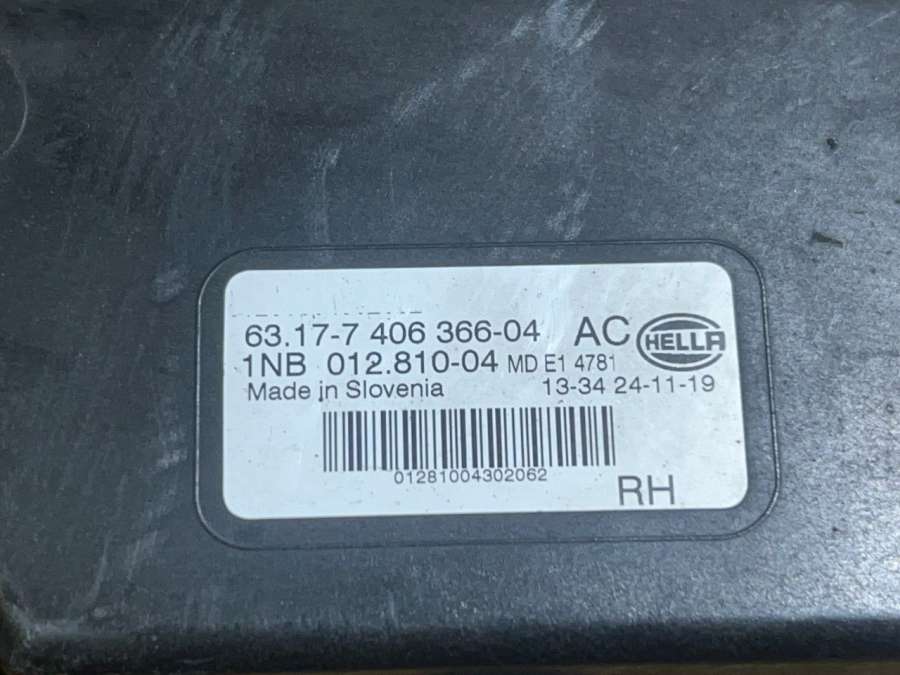 63.17-7 406 366-04 AC HELLA
1NB 012.810-04 MD E1 4781
Made in Slovenia 13-34 24-11-19
01281004302062
RH